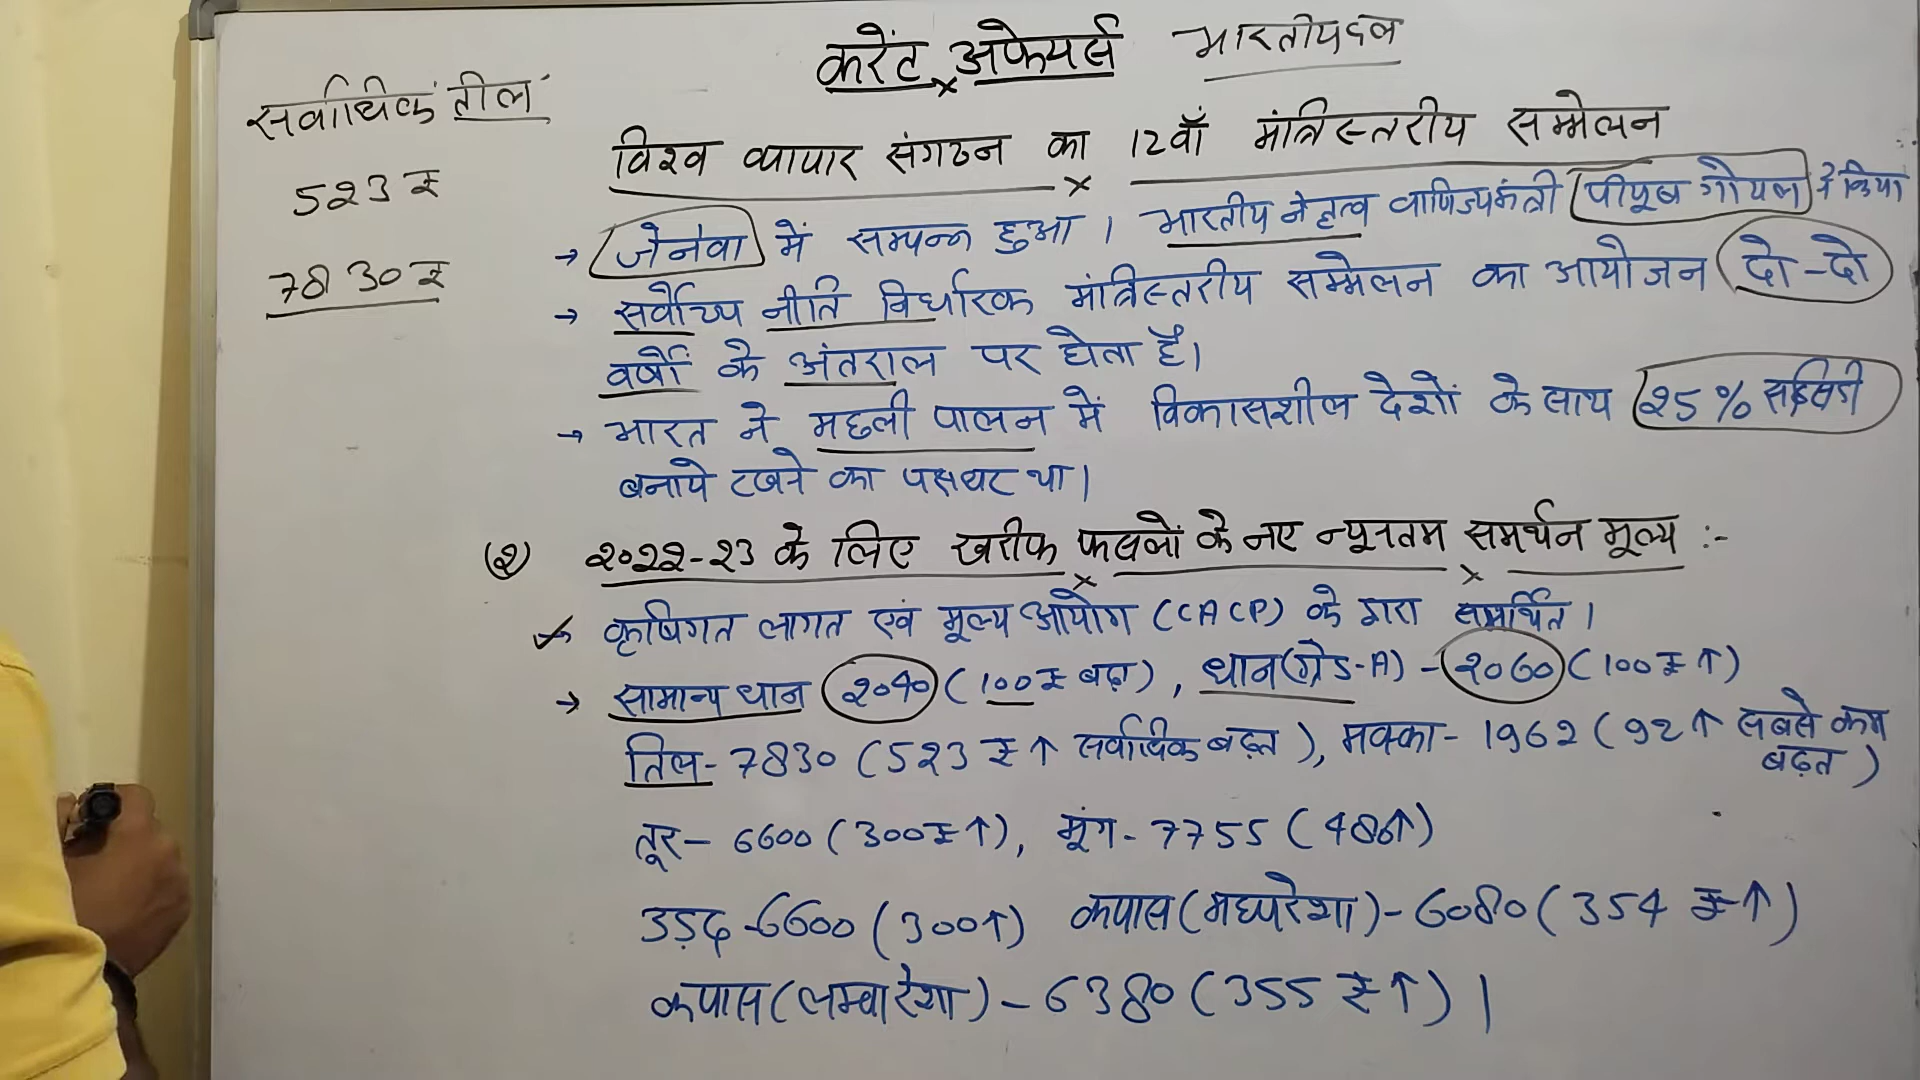 करेंट अफेयर्स भारतीय दल
सर्वाधिक तील
523 ₹
7830 ₹
विश्व व्यापार संगठन का 12वाँ मंत्रिस्तरीय सम्मेलन
→ जेनेवा में सम्पन्न हुआ । भारतीय नेतृत्व वाणिज्यमंत्री पीयूष गोयल ने किया
→ सर्वोच्च नीति निर्धारक मंत्रिस्तरीय सम्मेलन का आयोजन दो-दो
वर्षों के अंतराल पर होता है।
→ भारत ने मछली पालन में विकासशील देशों के साथ 25% सब्सिडी
बनाये रखने का पक्षधर था।
(2) 2022-23 के लिए खरीफ फसलों के नए न्यूनतम समर्थन मूल्य :-
→ कृषिगत लागत एवं मूल्य आयोग (CACP) के द्वारा समर्थित ।
→ सामान्य धान 2040 (100₹ बढ़ा), धान(ग्रेड-A) - 2060 (100₹↑)
तिल- 7830 (523 ₹↑ सर्वाधिक बढ़त), मक्का- 1962 (92↑ सबसे कम बढ़त)
तूर- 6600 (300₹↑), मूंग- 7755 (480↑)
उड़द -6600 (300↑) कपास(मध्यरेशा)- 6080 (354 ₹↑)
कपास(लम्बा रेशा) - 6380 (355 ₹↑) ।